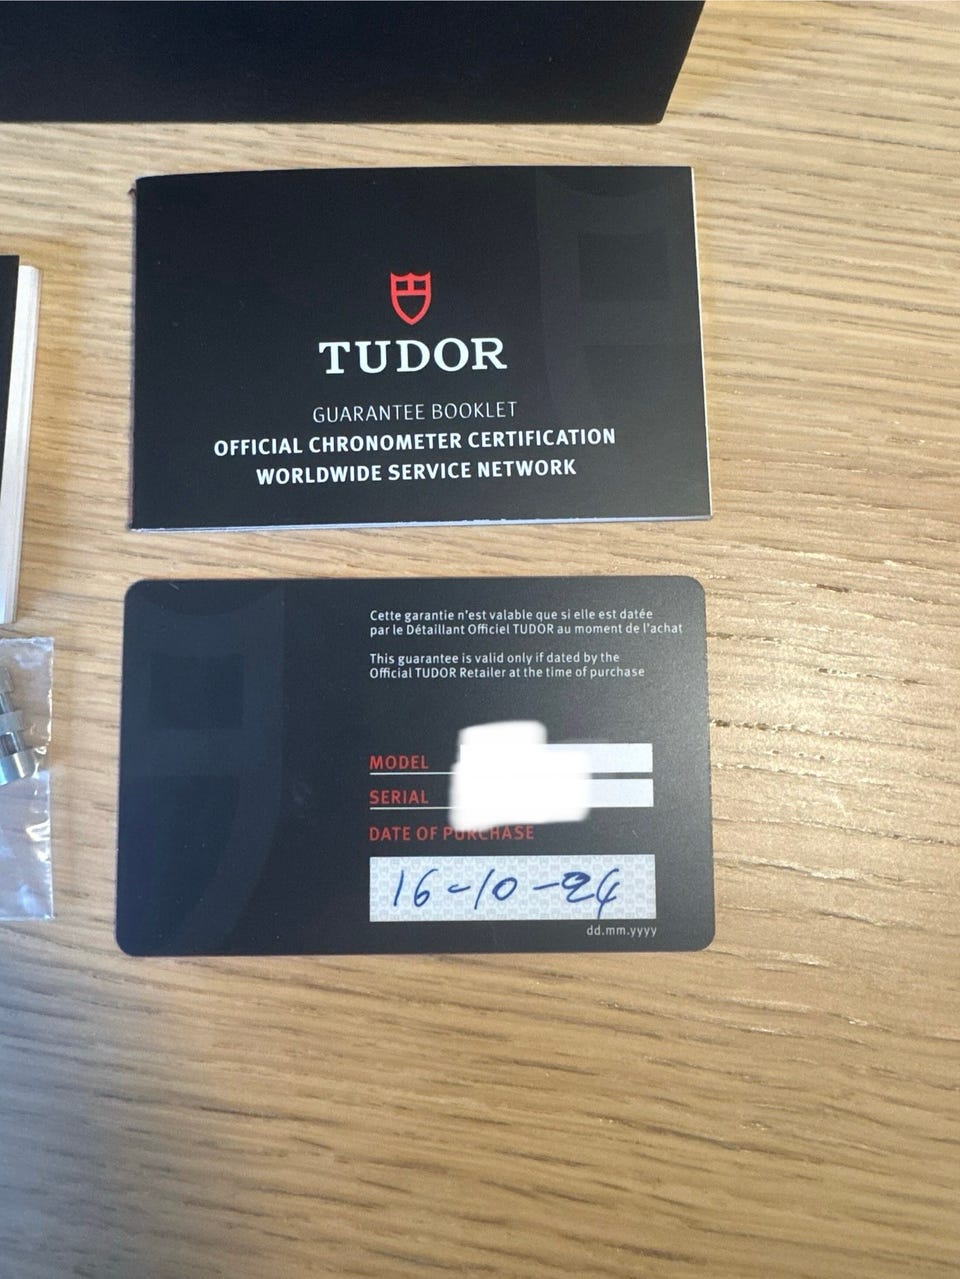 TUDOR
GUARANTEE BOOKLET
OFFICIAL CHRONOMETER CERTIFICATION
WORLDWIDE SERVICE NETWORK
Cette garantie n'est valable que si elle est datée
par le Détaillant Officiel TUDOR au moment de l'achat
This guarantee is valid only if dated by the
Official TUDOR Retailer at the time of purchase
MODEL
SERIAL
DATE OF PURCHASE
16-10-24
dd.mm.yyyy